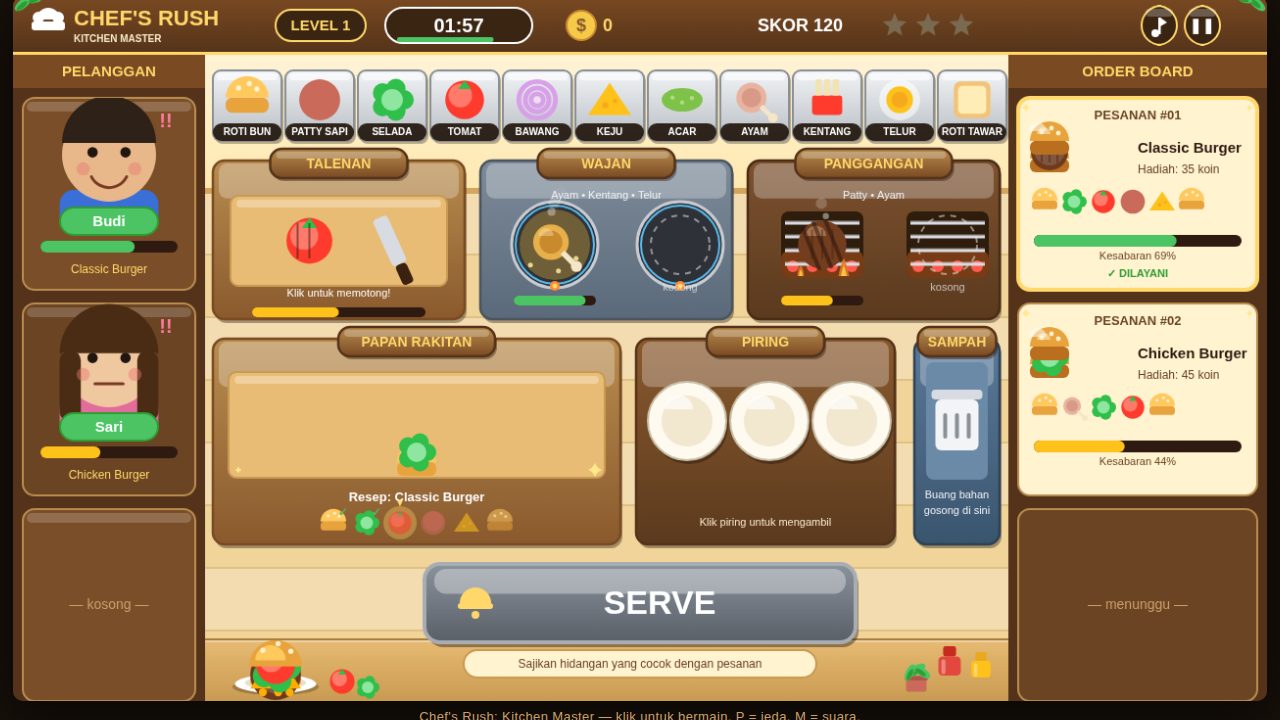 CHEF'S RUSH
KITCHEN MASTER
LEVEL 1
01:57
$ 0
SKOR 120
PELANGGAN
ORDER BOARD
ROTI BUN
PATTY SAPI
SELADA
TOMAT
BAWANG
KEJU
ACAR
AYAM
KENTANG
TELUR
ROTI TAWAR
!!
Budi
Classic Burger
!!
Sari
Chicken Burger
— kosong —
TALENAN
Klik untuk memotong!
WAJAN
Ayam • Kentang • Telur
kosong
PANGGANGAN
Patty • Ayam
kosong
PAPAN RAKITAN
Resep: Classic Burger
PIRING
Klik piring untuk mengambil
SAMPAH
Buang bahan
gosong di sini
SERVE
Sajikan hidangan yang cocok dengan pesanan
PESANAN #01
Classic Burger
Hadiah: 35 koin
Kesabaran 69%
✓ DILAYANI
PESANAN #02
Chicken Burger
Hadiah: 45 koin
Kesabaran 44%
— menunggu —
Chef's Rush: Kitchen Master — klik untuk bermain, P = jeda, M = suara.